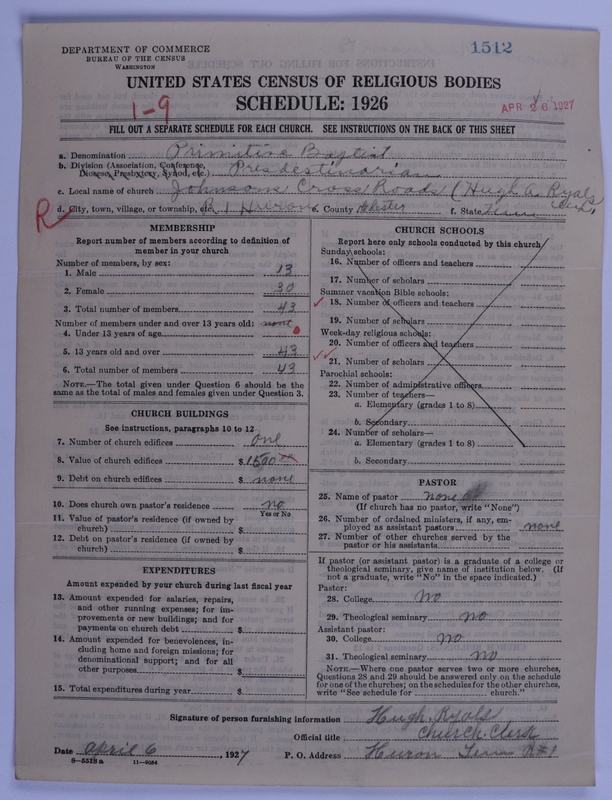 DEPARTMENT OF COMMERCE
BUREAU OF THE CENSUS
WASHINGTON
1512
UNITED STATES CENSUS OF RELIGIOUS BODIES
SCHEDULE: 1926
1-9
APR 26 1927
FILL OUT A SEPARATE SCHEDULE FOR EACH CHURCH. SEE INSTRUCTIONS ON THE BACK OF THIS SHEET
a. Denomination Primitive Baptist
b. Division (Association, Conference, Diocese, Presbytery, Synod, etc.) Predestinarian
c. Local name of church Johnsons Cross Roads (Hugh A. Ryals
R d. City, town, village, or township, etc. R 1 Huron e. County Chester f. State Tenn
MEMBERSHIP
Report number of members according to definition of
member in your church
Number of members, by sex:
1. Male 13
2. Female 30
3. Total number of members 43
Number of members under and over 13 years old:
4. Under 13 years of age none
5. 13 years old and over 43
6. Total number of members 43
NOTE.—The total given under Question 6 should be the
same as the total of males and females given under Question 3.
CHURCH BUILDINGS
See instructions, paragraphs 10 to 12
7. Number of church edifices one
8. Value of church edifices $ 1500
9. Debt on church edifices $ none
10. Does church own pastor's residence no
Yes or No
11. Value of pastor's residence (if owned by
church) $
12. Debt on pastor's residence (if owned by
church) $
EXPENDITURES
Amount expended by your church during last fiscal year
13. Amount expended for salaries, repairs,
and other running expenses; for im-
provements or new buildings; and for
payments on church debt $
14. Amount expended for benevolences, in-
cluding home and foreign missions; for
denominational support; and for all
other purposes $
15. Total expenditures during year $
CHURCH SCHOOLS
Report here only schools conducted by this church
Sunday schools:
16. Number of officers and teachers
17. Number of scholars
Summer vacation Bible schools:
18. Number of officers and teachers
19. Number of scholars
Week-day religious schools:
20. Number of officers and teachers
21. Number of scholars
Parochial schools:
22. Number of administrative officers
23. Number of teachers—
a. Elementary (grades 1 to 8)
b. Secondary
24. Number of scholars—
a. Elementary (grades 1 to 8)
b. Secondary
PASTOR
25. Name of pastor none
(If church has no pastor, write "None")
26. Number of ordained ministers, if any, em-
ployed as assistant pastors none
27. Number of other churches served by the
pastor or his assistants
If pastor (or assistant pastor) is a graduate of a college or
theological seminary, give name of institution below. (If
not a graduate, write "No" in the space indicated.)
Pastor:
28. College No
29. Theological seminary no
Assistant pastor:
30. College no
31. Theological seminary no
NOTE.—Where one pastor serves two or more churches,
Questions 28 and 29 should be answered only on the schedule
for one of the churches; on the schedules for the other churches,
write "See schedule for church."
Signature of person furnishing information Hugh. Ryals
Official title Church Clerk
Date april 6, 1927 P. O. Address Huron Tenn R#1
8-5513a 11-9084